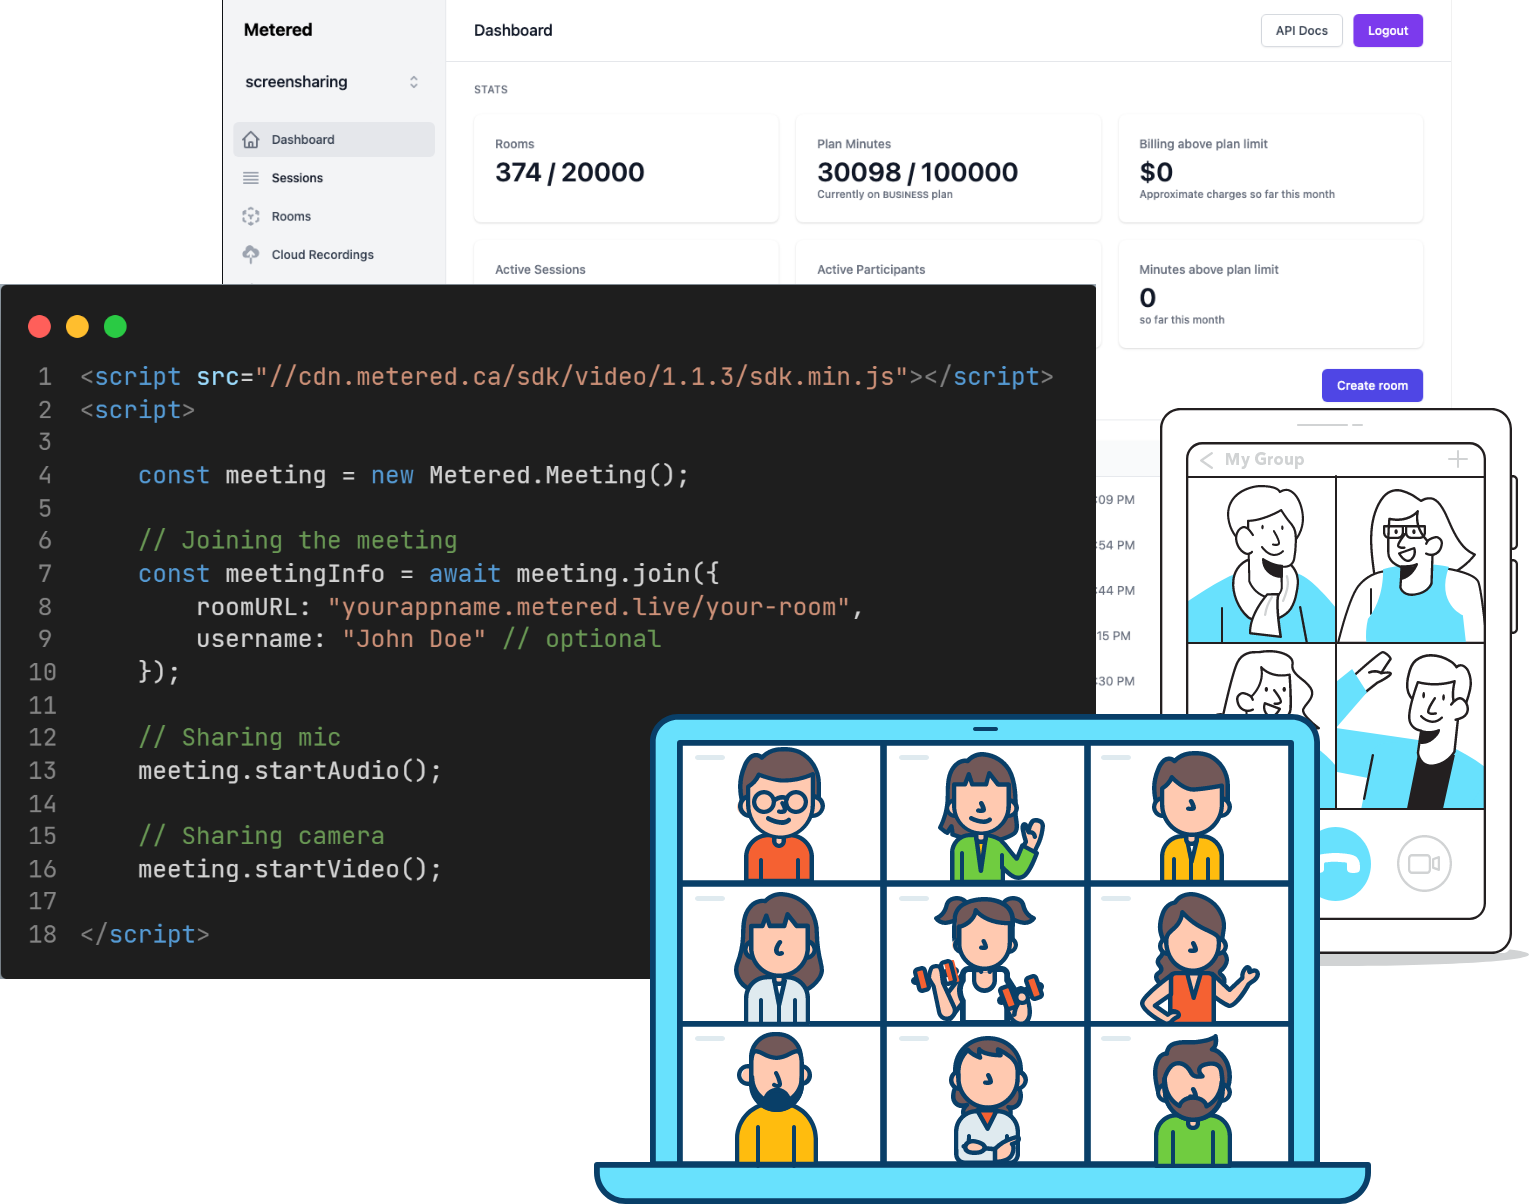 Metered
Dashboard
API Docs
Logout
screensharing
STATS
Dashboard
Sessions
Rooms
Cloud Recordings
Rooms
374 / 20000
Plan Minutes
30098 / 100000
Currently on BUSINESS plan
Billing above plan limit
$0
Approximate charges so far this month
Active Sessions
Active Participants
Minutes above plan limit
0
so far this month
Create room
:09 PM
:54 PM
:44 PM
:15 PM
:30 PM
1 <script src="//cdn.metered.ca/sdk/video/1.1.3/sdk.min.js"></script>
2 <script>
3
4     const meeting = new Metered.Meeting();
5
6     // Joining the meeting
7     const meetingInfo = await meeting.join({
8         roomURL: "yourappname.metered.live/your-room",
9         username: "John Doe" // optional
10     });
11
12     // Sharing mic
13     meeting.startAudio();
14
15     // Sharing camera
16     meeting.startVideo();
17
18 </script>
My Group